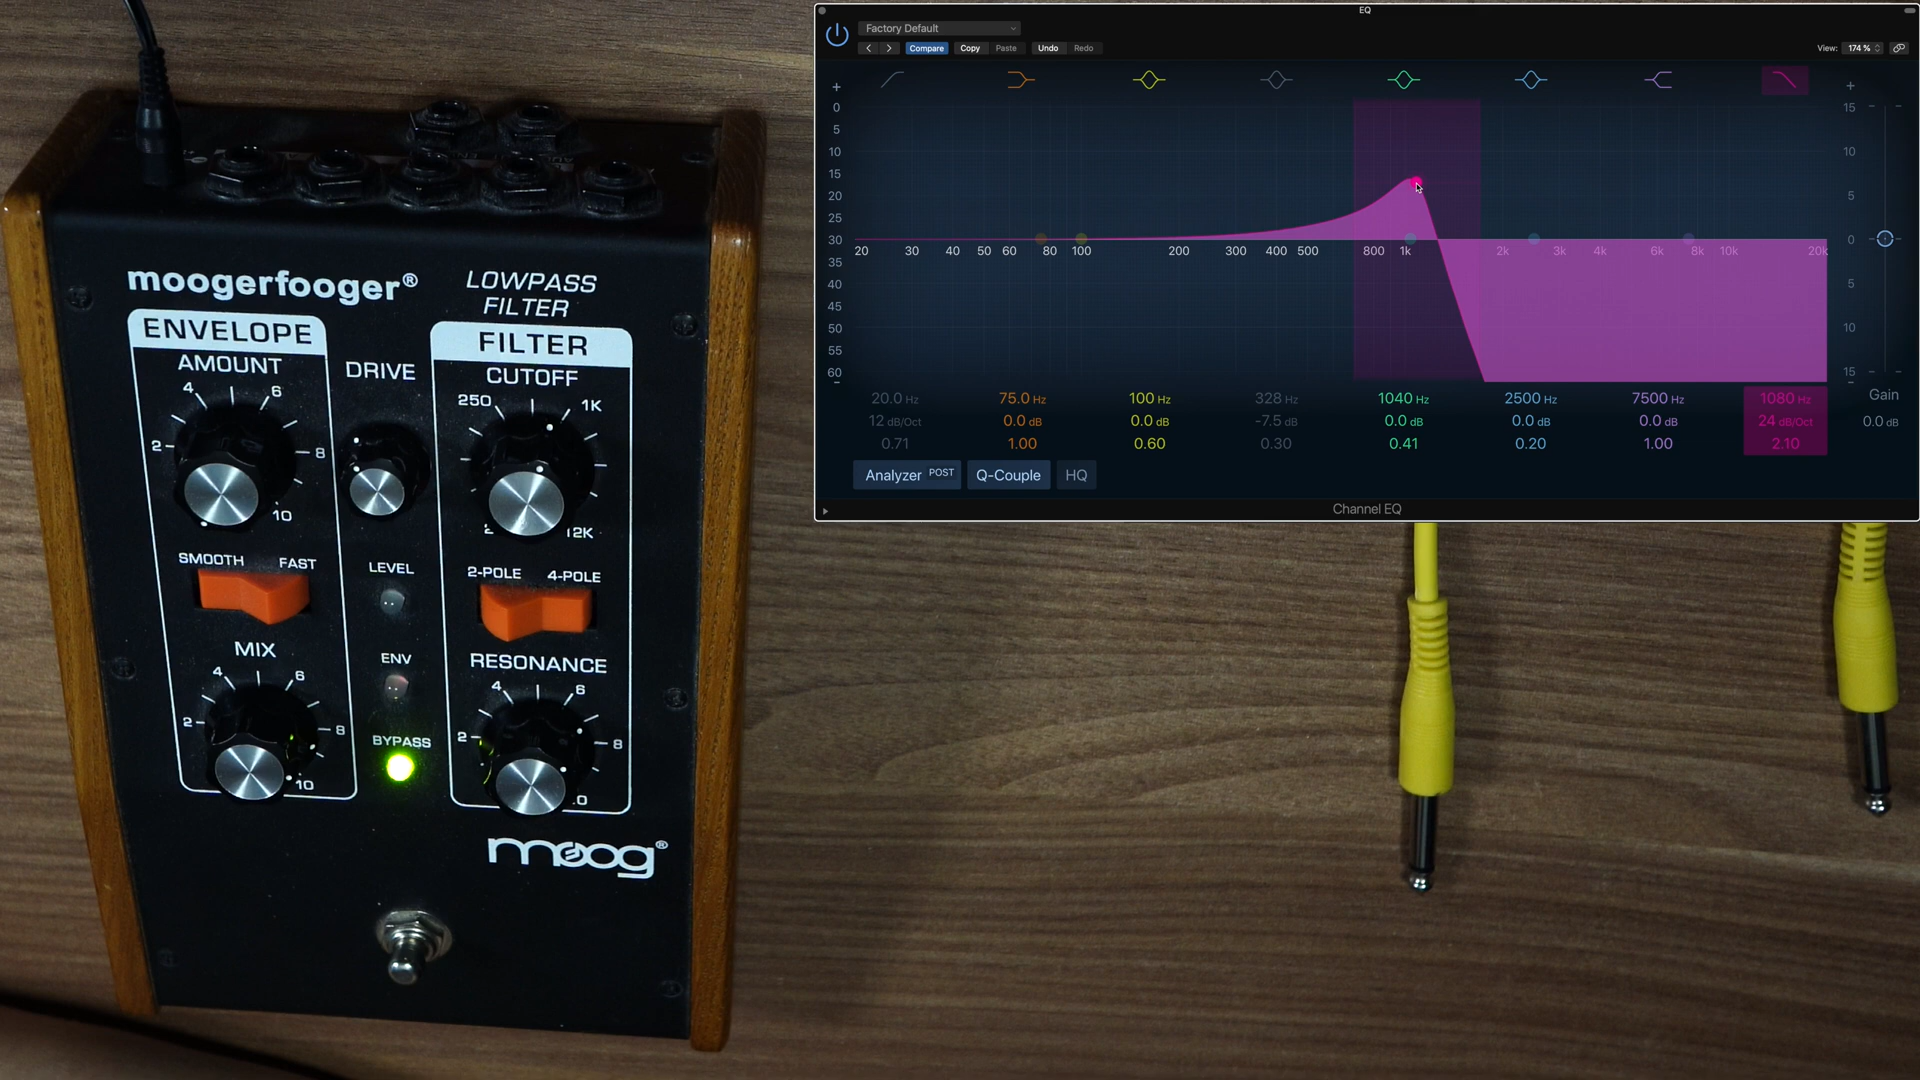 moogerfooger®
LOWPASS
FILTER
ENVELOPE
AMOUNT
4
6
2
8
10
DRIVE
FILTER
CUTOFF
250
1K
12K
SMOOTH
FAST
LEVEL
2-POLE
4-POLE
MIX
4
6
2
8
10
ENV
BYPASS
RESONANCE
4
6
2
8
moog®
EQ
Factory Default
Compare Copy Paste Undo Redo
View: 174 %
+
0
5
10
15
20
25
30
35
40
45
50
55
60
-
20 30 40 50 60 80 100 200 300 400 500 800 1k 2k 3k 4k 6k 8k 10k 20k
+
15
10
5
0
5
10
15
-
20.0 Hz 75.0 Hz 100 Hz 328 Hz 1040 Hz 2500 Hz 7500 Hz 1080 Hz
12 dB/Oct 0.0 dB 0.0 dB -7.5 dB 0.0 dB 0.0 dB 0.0 dB 24 dB/Oct
0.71 1.00 0.60 0.30 0.41 0.20 1.00 2.10
Gain
0.0 dB
Analyzer POST Q-Couple HQ
Channel EQ